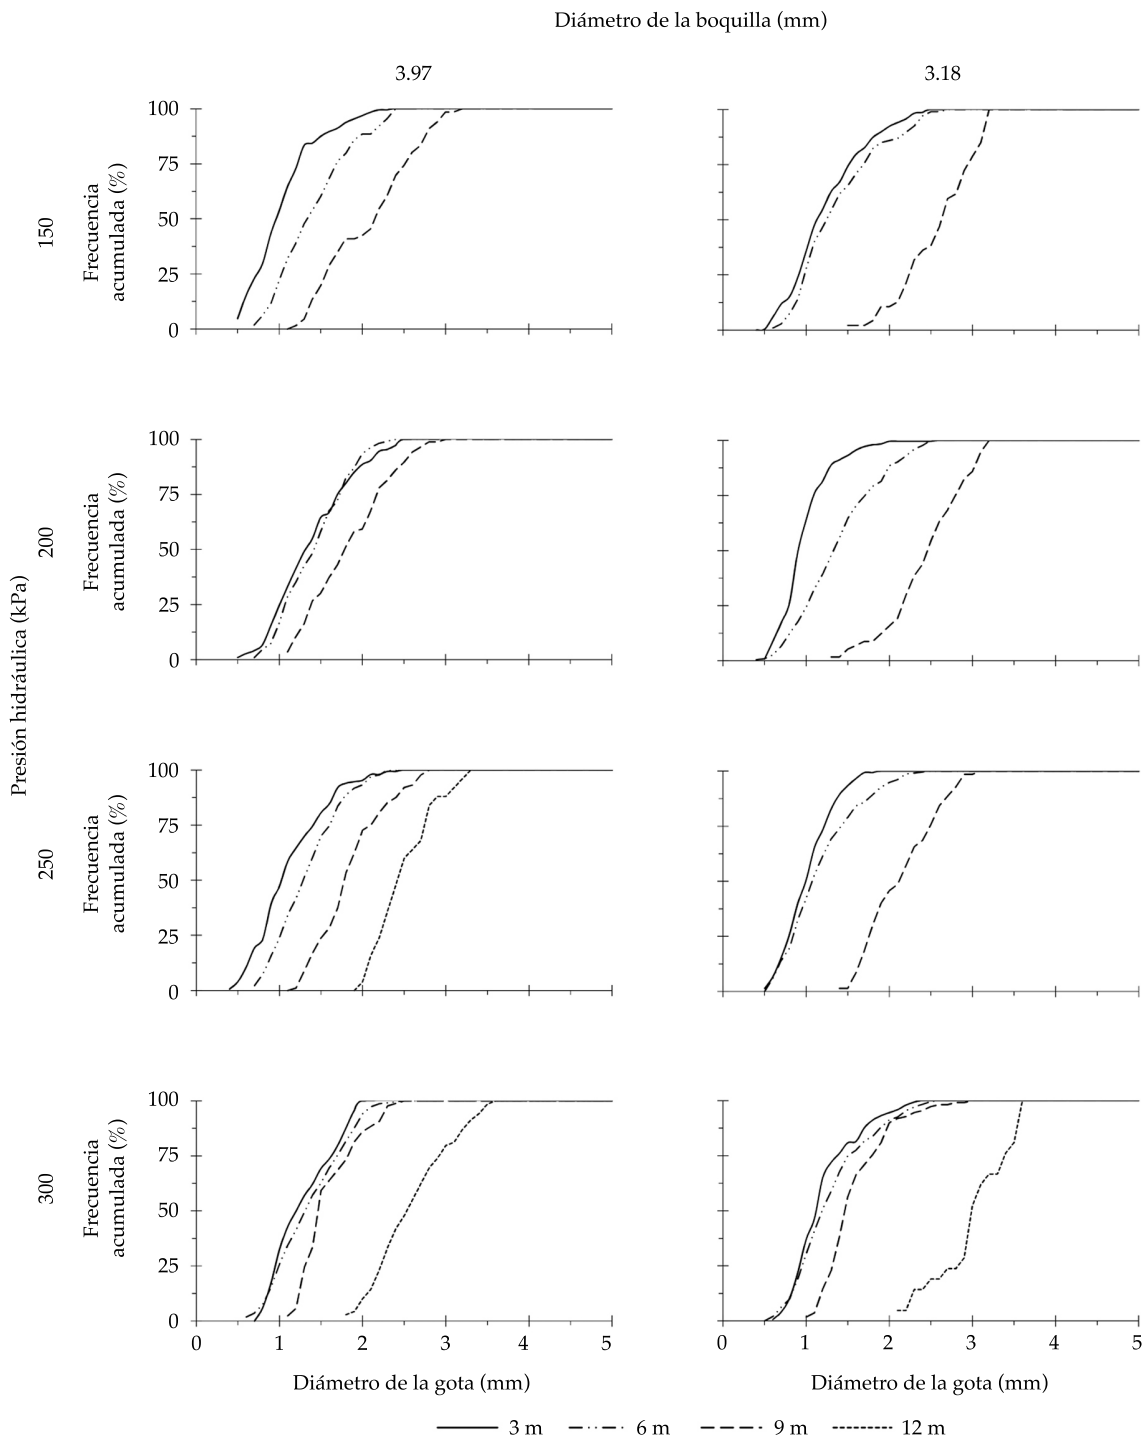 Diámetro de la boquilla (mm)
3.97
3.18
Presión hidráulica (kPa)
150
Frecuencia
acumulada (%)
100
75
50
25
0
200
Frecuencia
acumulada (%)
100
75
50
25
0
250
Frecuencia
acumulada (%)
100
75
50
25
0
300
Frecuencia
acumulada (%)
100
75
50
25
0
0 1 2 3 4 5
0 1 2 3 4 5
Diámetro de la gota (mm)
Diámetro de la gota (mm)
3 m 6 m 9 m 12 m